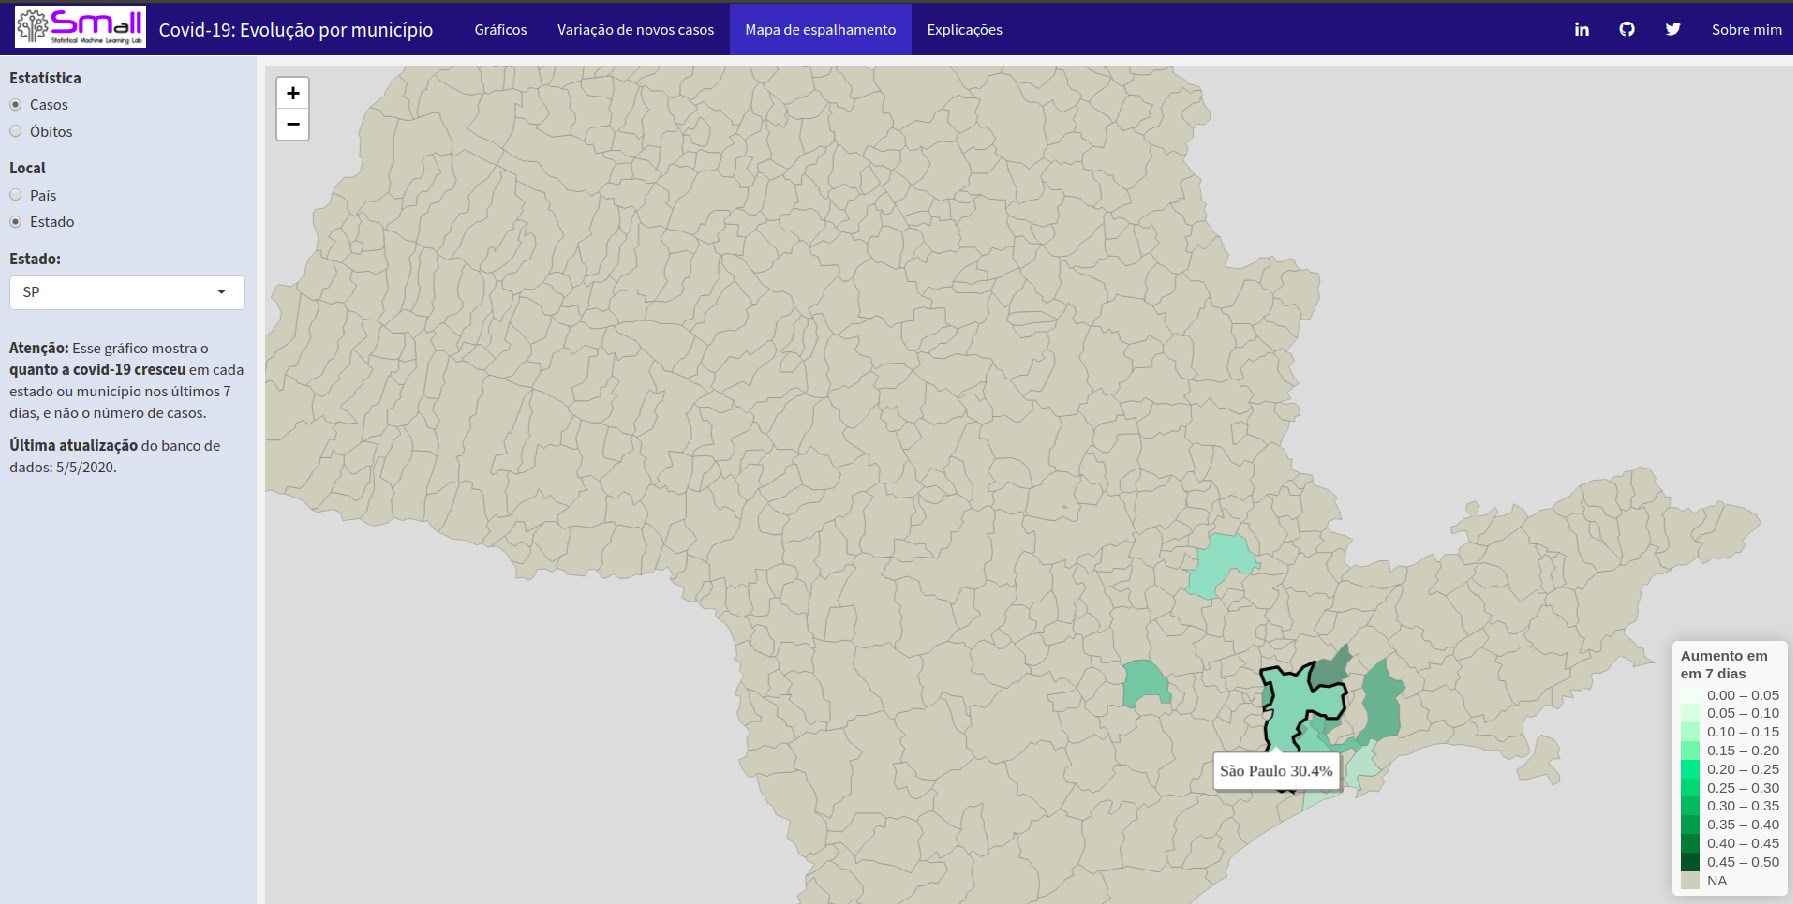 Small
Statistical Machine Learning Lab
Covid-19: Evolução por município
Gráficos
Variação de novos casos
Mapa de espalhamento
Explicações
in
Sobre mim
Estatística
Casos
Óbitos
Local
País
Estado
Estado:
SP
Atenção: Esse gráfico mostra o
quanto a covid-19 cresceu em cada
estado ou município nos últimos 7
dias, e não o número de casos.
Última atualização do banco de
dados: 5/5/2020.
+
−
São Paulo 30.4%
Aumento em
em 7 dias
0.00 – 0.05
0.05 – 0.10
0.10 – 0.15
0.15 – 0.20
0.20 – 0.25
0.25 – 0.30
0.30 – 0.35
0.35 – 0.40
0.40 – 0.45
0.45 – 0.50
NA